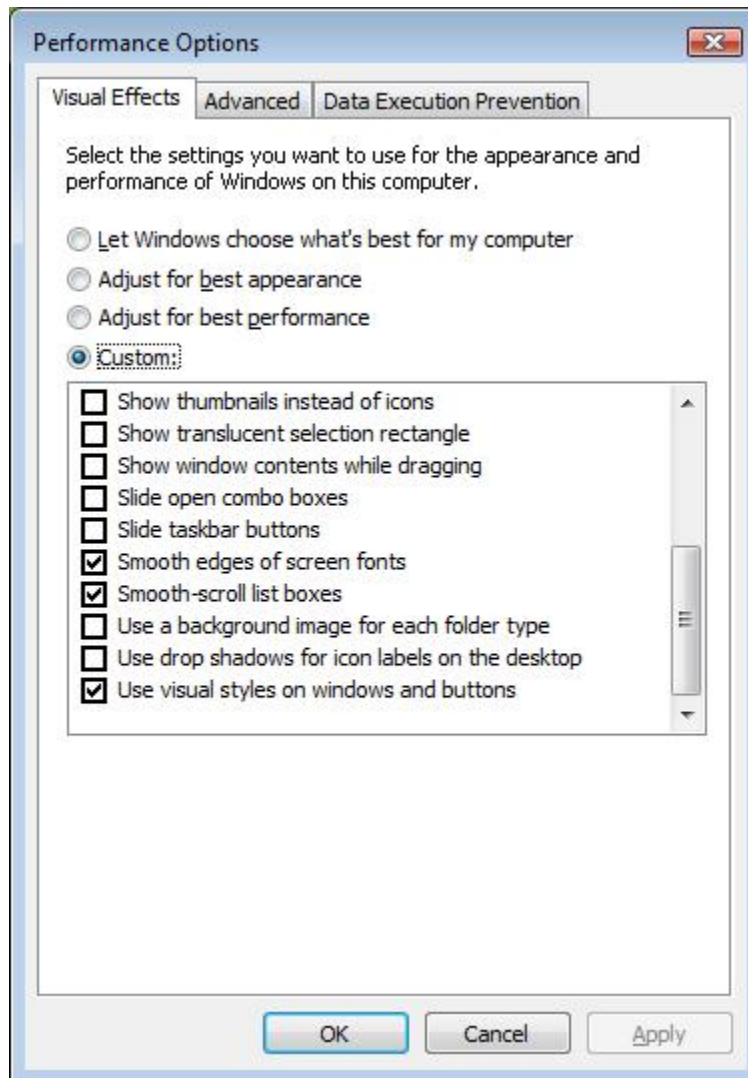 Performance Options
Visual Effects
Advanced
Data Execution Prevention
Select the settings you want to use for the appearance and
performance of Windows on this computer.
Let Windows choose what's best for my computer
Adjust for best appearance
Adjust for best performance
Custom:
Show thumbnails instead of icons
Show translucent selection rectangle
Show window contents while dragging
Slide open combo boxes
Slide taskbar buttons
Smooth edges of screen fonts
Smooth-scroll list boxes
Use a background image for each folder type
Use drop shadows for icon labels on the desktop
Use visual styles on windows and buttons
OK
Cancel
Apply